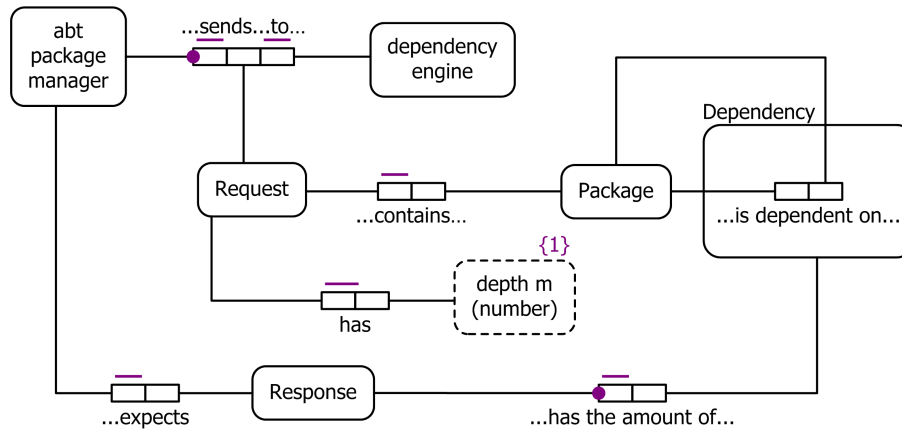 abt
package
manager
...sends...to...
dependency
engine
Dependency
Request
...contains...
Package
...is dependent on...
{1}
depth m
(number)
has
Response
...expects
...has the amount of...